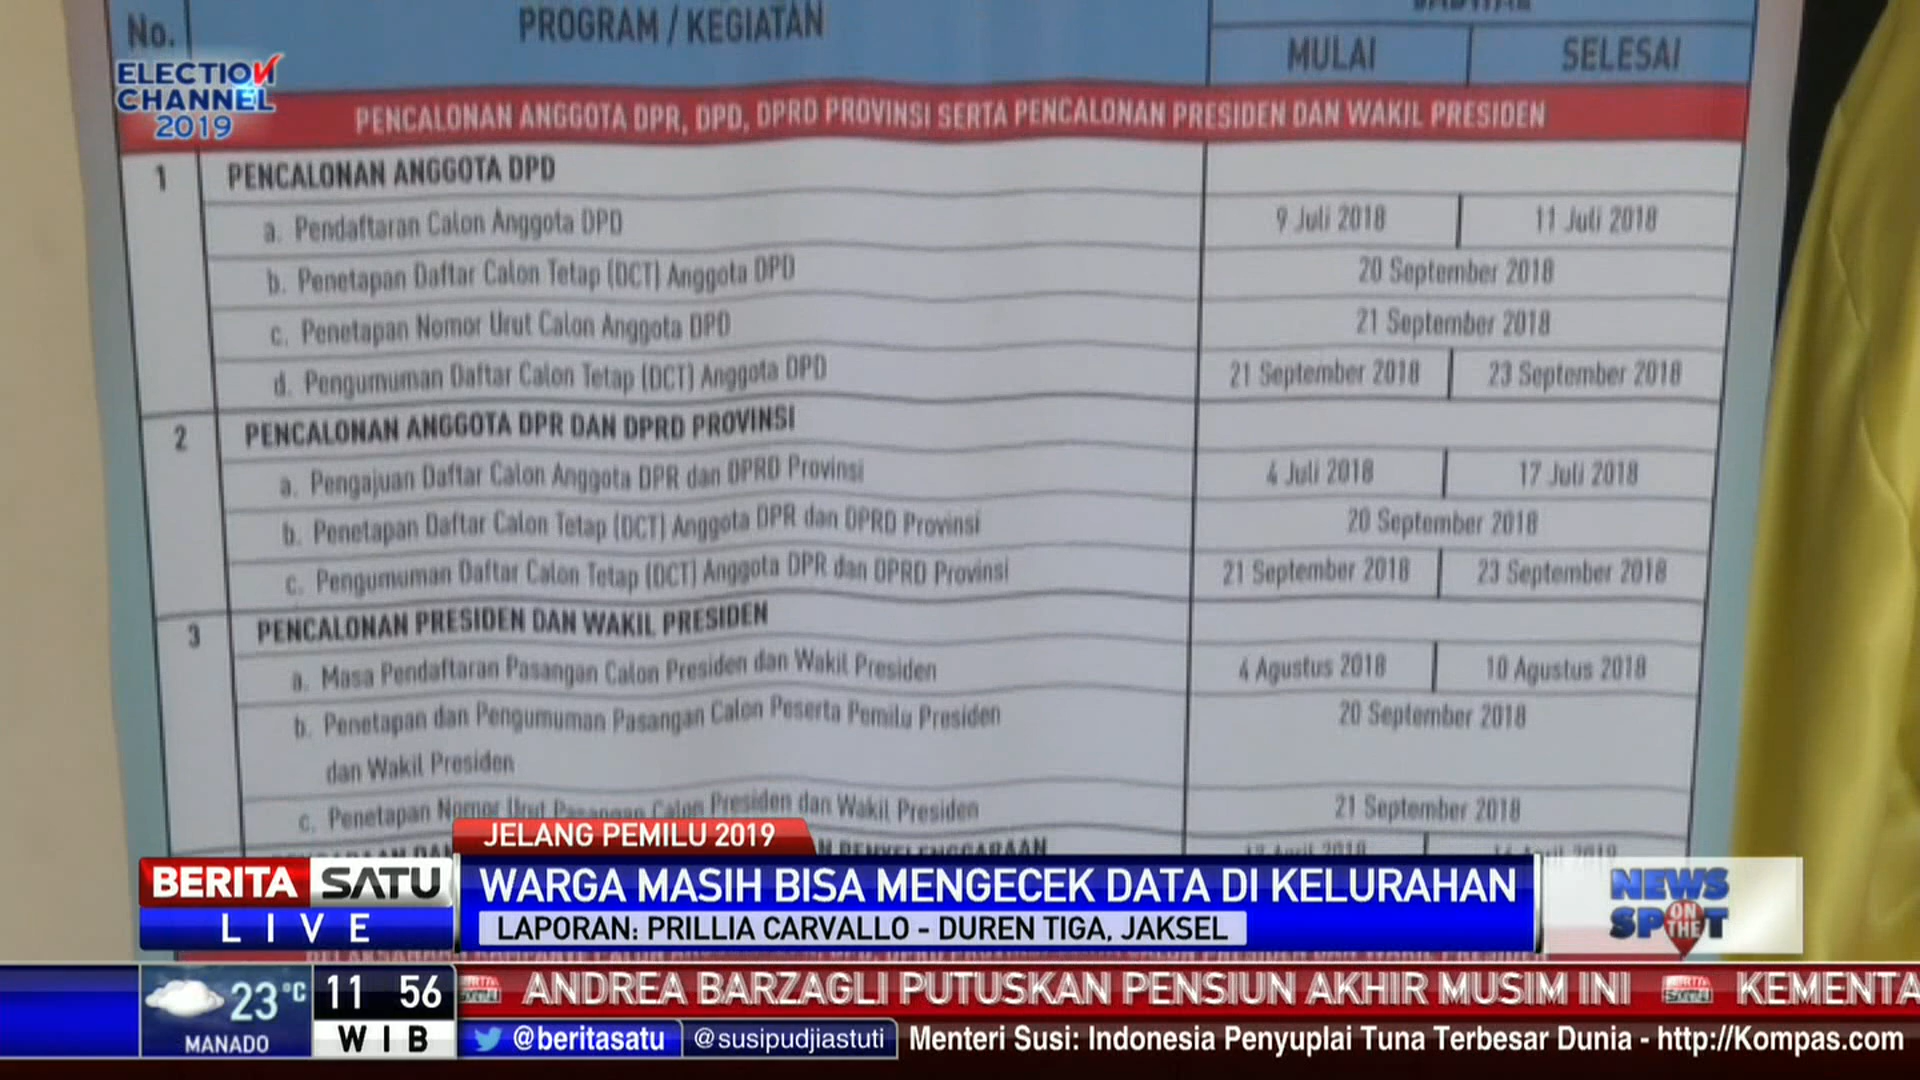 No.
PROGRAM / KEGIATAN
MULAI
SELESAI
ELECTION
CHANNEL
2019
PENCALONAN ANGGOTA DPR, DPD, DPRD PROVINSI SERTA PENCALONAN PRESIDEN DAN WAKIL PRESIDEN
1 PENCALONAN ANGGOTA DPD
a. Pendaftaran Calon Anggota DPD 9 Juli 2018 11 Juli 2018
b. Penetapan Daftar Calon Tetap (DCT) Anggota DPD 20 September 2018
c. Penetapan Nomor Urut Calon Anggota DPD 21 September 2018
d. Pengumuman Daftar Calon Tetap (DCT) Anggota DPD 21 September 2018 23 September 2018
2 PENCALONAN ANGGOTA DPR DAN DPRD PROVINSI
a. Pengajuan Daftar Calon Anggota DPR dan DPRD Provinsi 4 Juli 2018 17 Juli 2018
b. Penetapan Daftar Calon Tetap (DCT) Anggota DPR dan DPRD Provinsi 20 September 2018
c. Pengumuman Daftar Calon Tetap (DCT) Anggota DPR dan DPRD Provinsi 21 September 2018 23 September 2018
3 PENCALONAN PRESIDEN DAN WAKIL PRESIDEN
a. Masa Pendaftaran Pasangan Calon Presiden dan Wakil Presiden 4 Agustus 2018 10 Agustus 2018
b. Penetapan dan Pengumuman Pasangan Calon Peserta Pemilu Presiden 20 September 2018
dan Wakil Presiden
c. Penetapan Nomor Urut Pasangan Calon Presiden dan Wakil Presiden 21 September 2018
JELANG PEMILU 2019
BERITA SATU
LIVE
WARGA MASIH BISA MENGECEK DATA DI KELURAHAN
LAPORAN: PRILLIA CARVALLO - DUREN TIGA, JAKSEL
NEWS
ON THE
SPOT
23°C
MANADO
11 56
WIB
ANDREA BARZAGLI PUTUSKAN PENSIUN AKHIR MUSIM INI
KEMENTA
@beritasatu
@susipudjiastuti
Menteri Susi: Indonesia Penyuplai Tuna Terbesar Dunia - http://Kompas.com